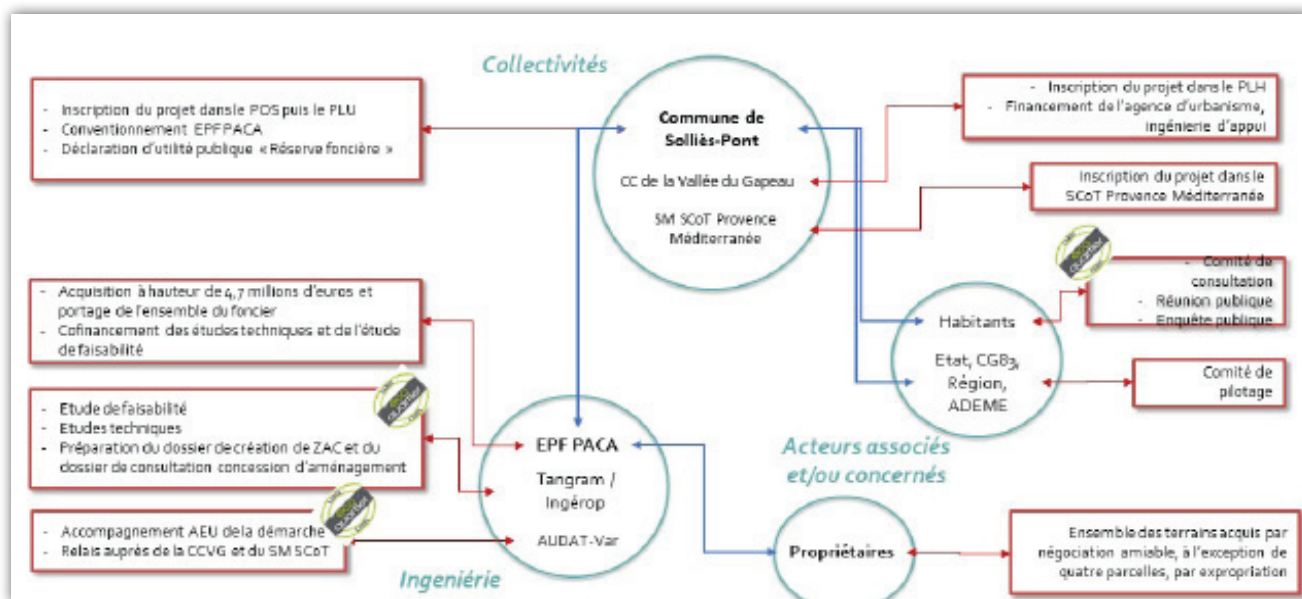 Collectivités
- Inscription du projet dans le POS puis le PLU
- Conventionnement EPF PACA
- Déclaration d'utilité publique « Réserve foncière »
Commune de
Solliès-Pont
CC de la Vallée du Gapeau
SM SCoT Provence
Méditerranée
- Inscription du projet dans le PLH
- Financement de l'agence d'urbanisme,
ingénierie d'appui
Inscription du projet dans le
SCoT Provence Méditerranée
- Comité de
consultation
- Réunion publique
- Enquête publique
Habitants
Etat, CG83,
Région,
ADEME
Comité de
pilotage
Acteurs associés
et/ou concernés
- Acquisition à hauteur de 4,7 millions d'euros et
portage de l'ensemble du foncier
- Cofinancement des études techniques et de l'étude
de faisabilité
- Etude de faisabilité
- Etudes techniques
- Préparation du dossier de création de ZAC et du
dossier de consultation concession d'aménagement
- Accompagnement AEU de la démarche
- Relais auprès de la CCVG et du SM SCoT
EPF PACA
Tangram /
Ingérop
AUDAT-Var
Ingeniérie
Propriétaires
Ensemble des terrains acquis par
négociation amiable, à l'exception de
quatre parcelles, par expropriation
éco
quartier
éco
quartier
éco
quartier